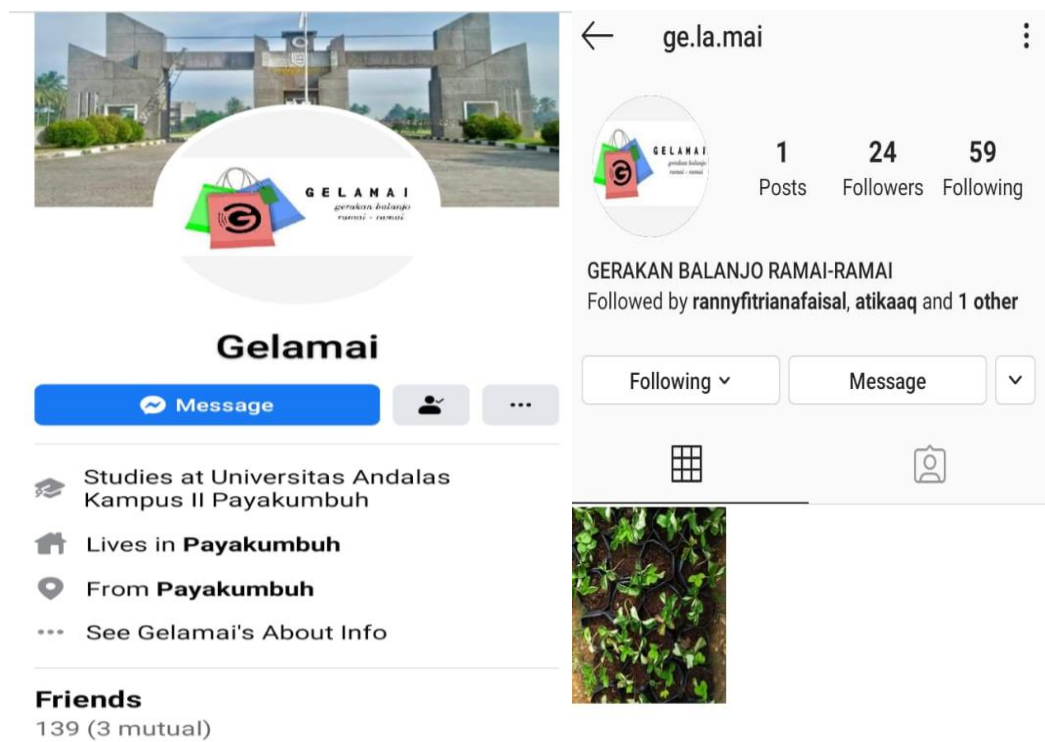 GELAMAI
gerakan balanjo
ramai - ramai
Gelamai
Message
Studies at Universitas Andalas
Kampus II Payakumbuh
Lives in Payakumbuh
From Payakumbuh
See Gelamai's About Info
Friends
139 (3 mutual)
ge.la.mai
GELAMAI
gerakan balanjo
ramai - ramai
1
Posts
24
Followers
59
Following
GERAKAN BALANJO RAMAI-RAMAI
Followed by rannyfitrianafaisal, atikaaq and 1 other
Following
Message